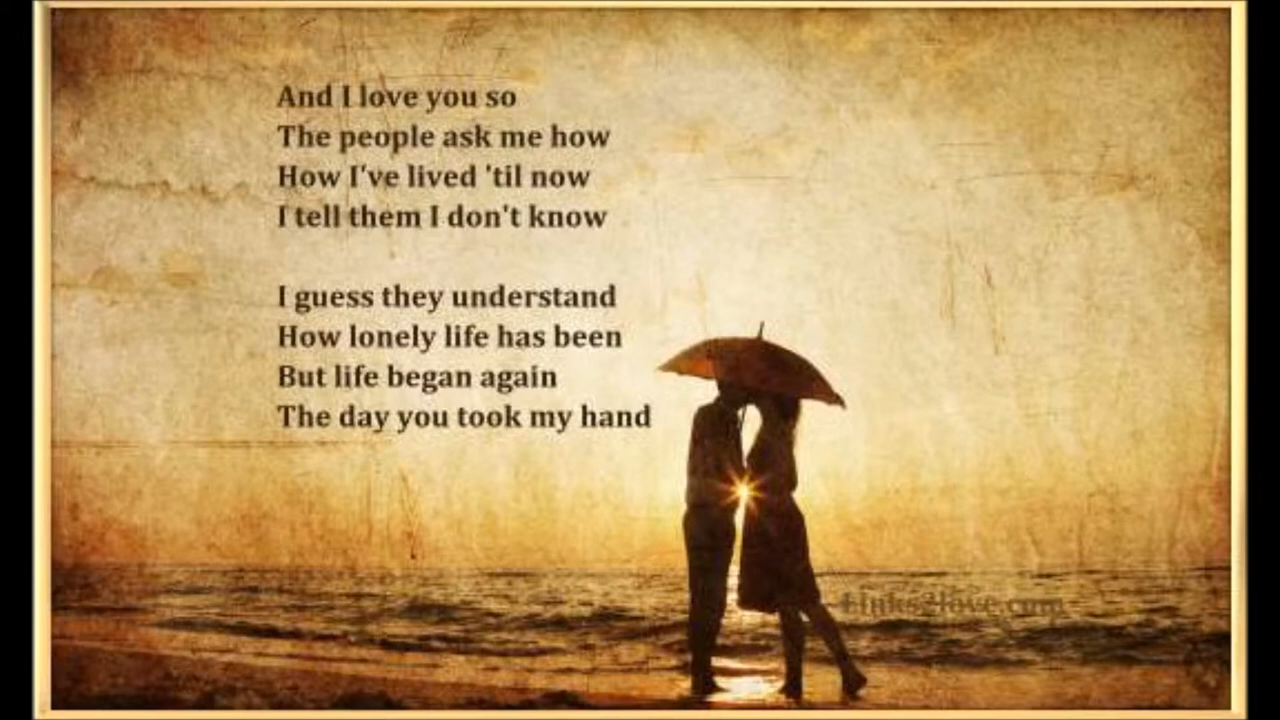 And I love you so
The people ask me how
How I've lived 'til now
I tell them I don't know
I guess they understand
How lonely life has been
But life began again
The day you took my hand
Links2love.com